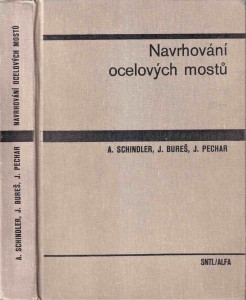 NAVRHOVÁNÍ OCELOVÝCH MOSTŮ
A. SCHINDLER, J. BUREŠ, J. PECHAR
Navrhování
ocelových mostů
A. SCHINDLER, J. BUREŠ, J. PECHAR
SNTL/ALFA